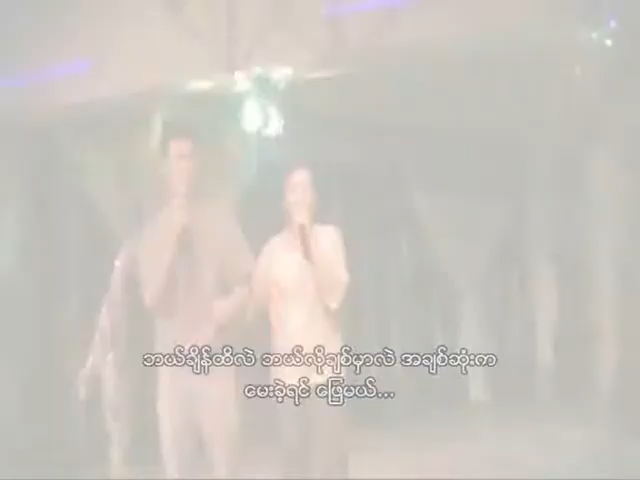 ဘယ်ချိန်ထိလဲ ဘယ်လိုချစ်မှာလဲ အချစ်ဆုံးက
မေးခဲ့ရင် ဖြေမယ်...